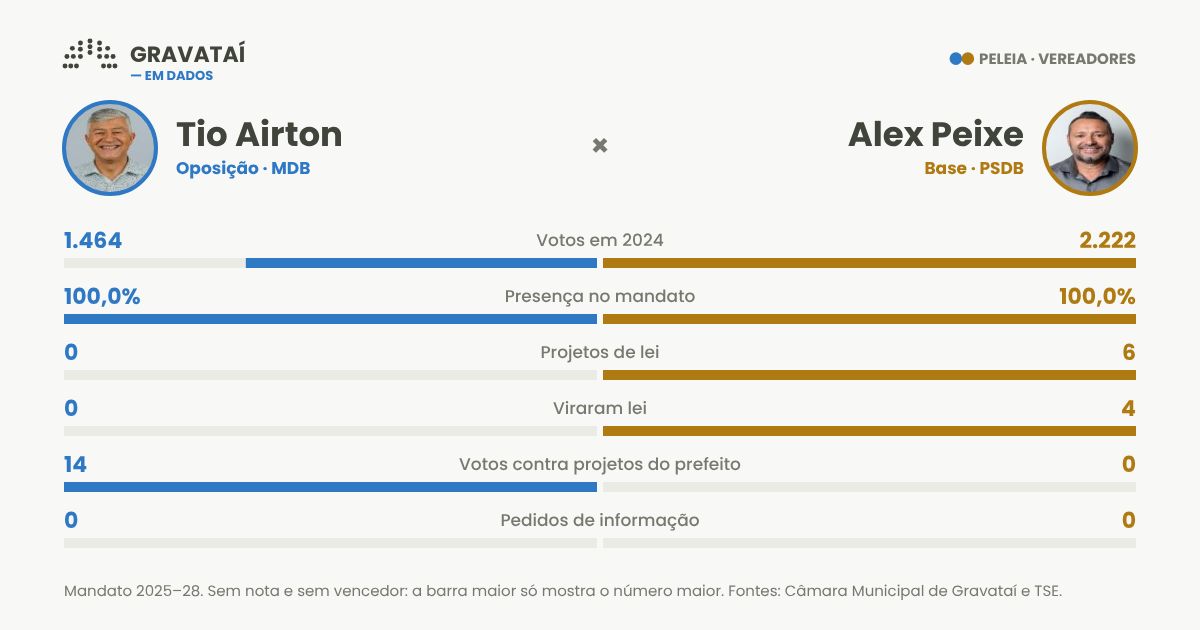 GRAVATAÍ
— EM DADOS
PELEIA · VEREADORES
Tio Airton
Oposição · MDB
×
Alex Peixe
Base · PSDB
1.464 Votos em 2024 2.222
100,0% Presença no mandato 100,0%
0 Projetos de lei 6
0 Viraram lei 4
14 Votos contra projetos do prefeito 0
0 Pedidos de informação 0
Mandato 2025–28. Sem nota e sem vencedor: a barra maior só mostra o número maior. Fontes: Câmara Municipal de Gravataí e TSE.